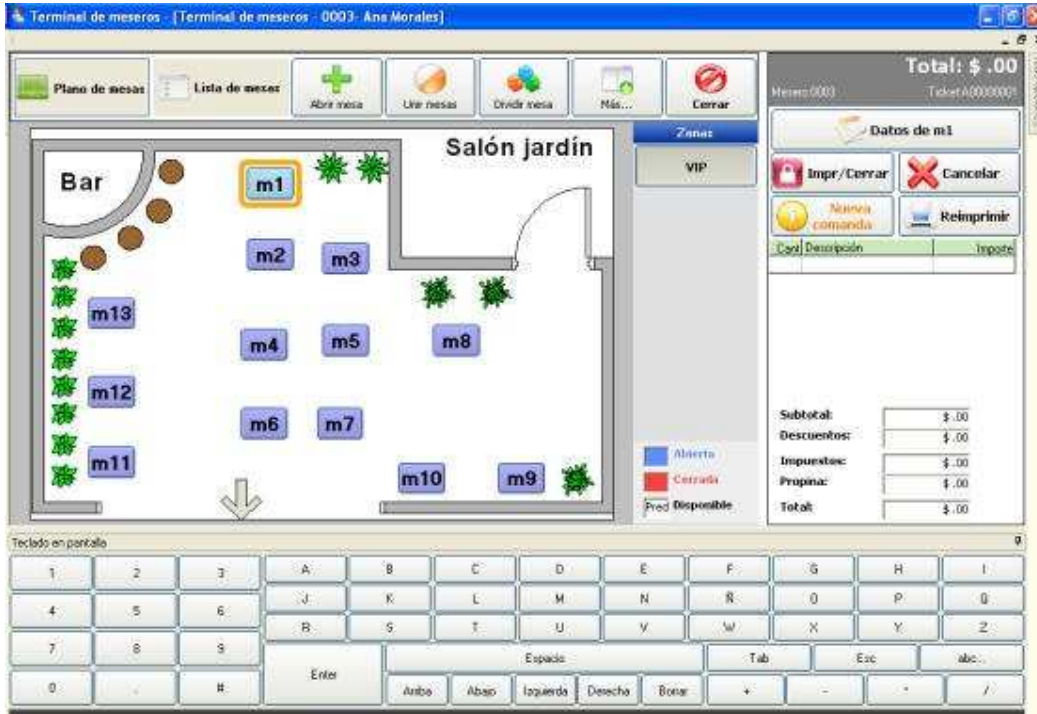 Terminal de meseros - [Terminal de meseros - 0003- Ana Morales]
Plano de mesas
Lista de mesas
Abrir mesa
Unir mesas
Dividir mesa
Más...
Cerrar
Total: $ .00
Mesero:0003
Ticket:A0000001
Datos de m1
Impr/Cerrar
Cancelar
Nueva
comanda
Reimprimir
Cant
Descripción
Importe
Zonas
VIP
Salón jardín
Bar
m1
m2
m3
m13
m4
m5
m8
m12
m6
m7
m11
m10
m9
Abierta
Cerrada
Pred Disponible
Subtotal: $ .00
Descuentos: $ .00
Impuestos: $ .00
Propina: $ .00
Total: $ .00
Teclado en pantalla
1 2 3 A B C D E F G H I
4 5 6 J K L M N Ñ O P Q
R S T U V W X Y Z
7 8 9 Enter Espacio Tab Esc abc...
0 . # Arriba Abajo Izquierda Derecha Borrar + - * /